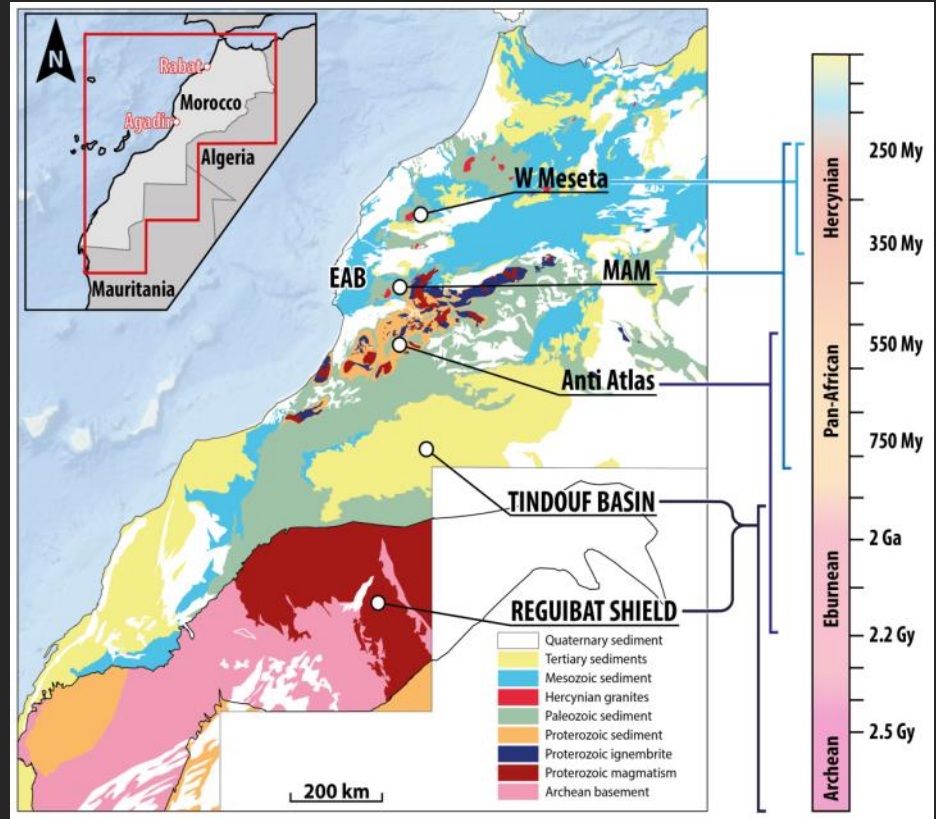 N
Rabat
Morocco
Agadir
Algeria
Mauritania
W Meseta
EAB
MAM
Anti Atlas
TINDOUF BASIN
REGUIBAT SHIELD
Quaternary sediment
Tertiary sediments
Mesozoic sediment
Hercynian granites
Paleozoic sediment
Proterozoic sediment
Proterozoic ignembrite
Proterozoic magmatism
Archean basement
200 km
Hercynian
Pan-African
Eburnean
Archean
250 My
350 My
550 My
750 My
2 Ga
2.2 Gy
2.5 Gy